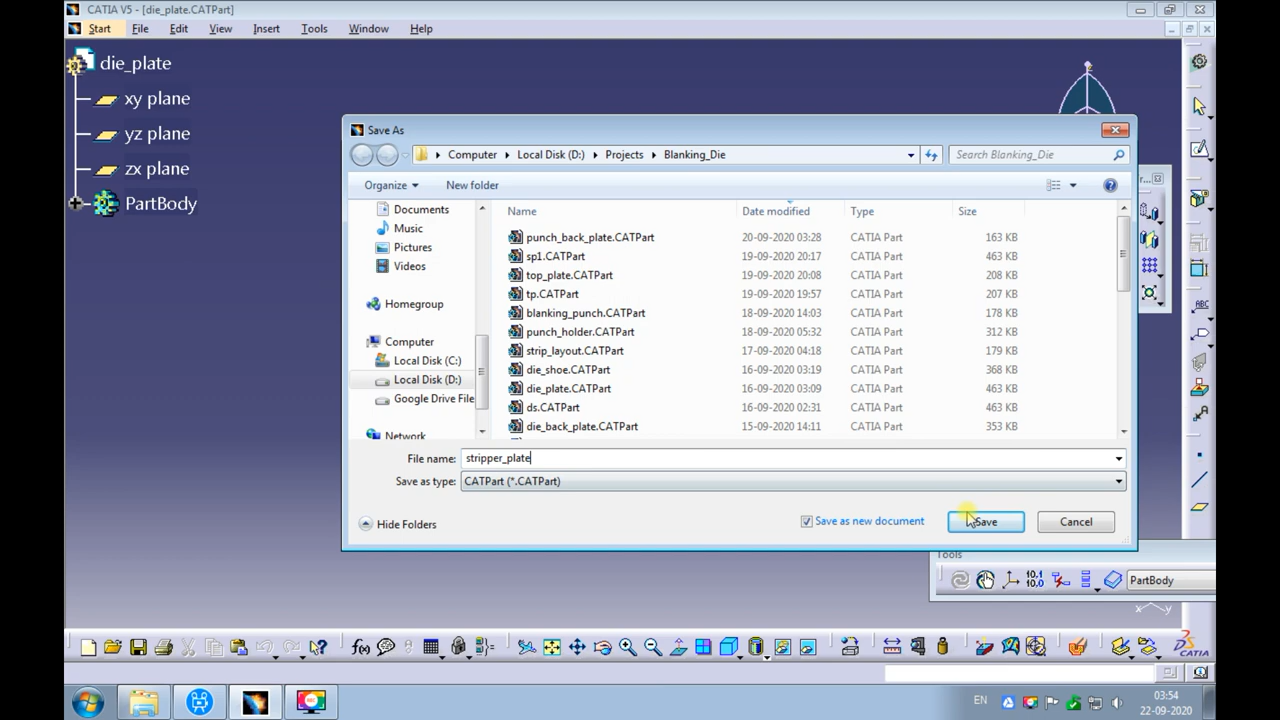 CATIA V5 - [die_plate.CATPart]
Start File Edit View Insert Tools Window Help
die_plate
xy plane
yz plane
zx plane
PartBody
z
Save As
Computer Local Disk (D:) Projects Blanking_Die Search Blanking_Die
Organize New folder
Documents
Music
Pictures
Videos
Homegroup
Computer
Local Disk (C:)
Local Disk (D:)
Google Drive File
Network
Name Date modified Type Size
punch_back_plate.CATPart 20-09-2020 03:28 CATIA Part 163 KB
sp1.CATPart 19-09-2020 20:17 CATIA Part 463 KB
top_plate.CATPart 19-09-2020 20:08 CATIA Part 208 KB
tp.CATPart 19-09-2020 19:57 CATIA Part 207 KB
blanking_punch.CATPart 18-09-2020 14:03 CATIA Part 178 KB
punch_holder.CATPart 18-09-2020 05:32 CATIA Part 312 KB
strip_layout.CATPart 17-09-2020 04:18 CATIA Part 179 KB
die_shoe.CATPart 16-09-2020 03:19 CATIA Part 368 KB
die_plate.CATPart 16-09-2020 03:09 CATIA Part 463 KB
ds.CATPart 16-09-2020 02:31 CATIA Part 463 KB
die_back_plate.CATPart 15-09-2020 14:11 CATIA Part 353 KB
File name: stripper_plate
Save as type: CATPart (*.CATPart)
Hide Folders Save as new document Save Cancel
r...
ABC
Tools
10,1
10,0
PartBody
x y
f(x)
CATIA
EN 03:54
22-09-2020